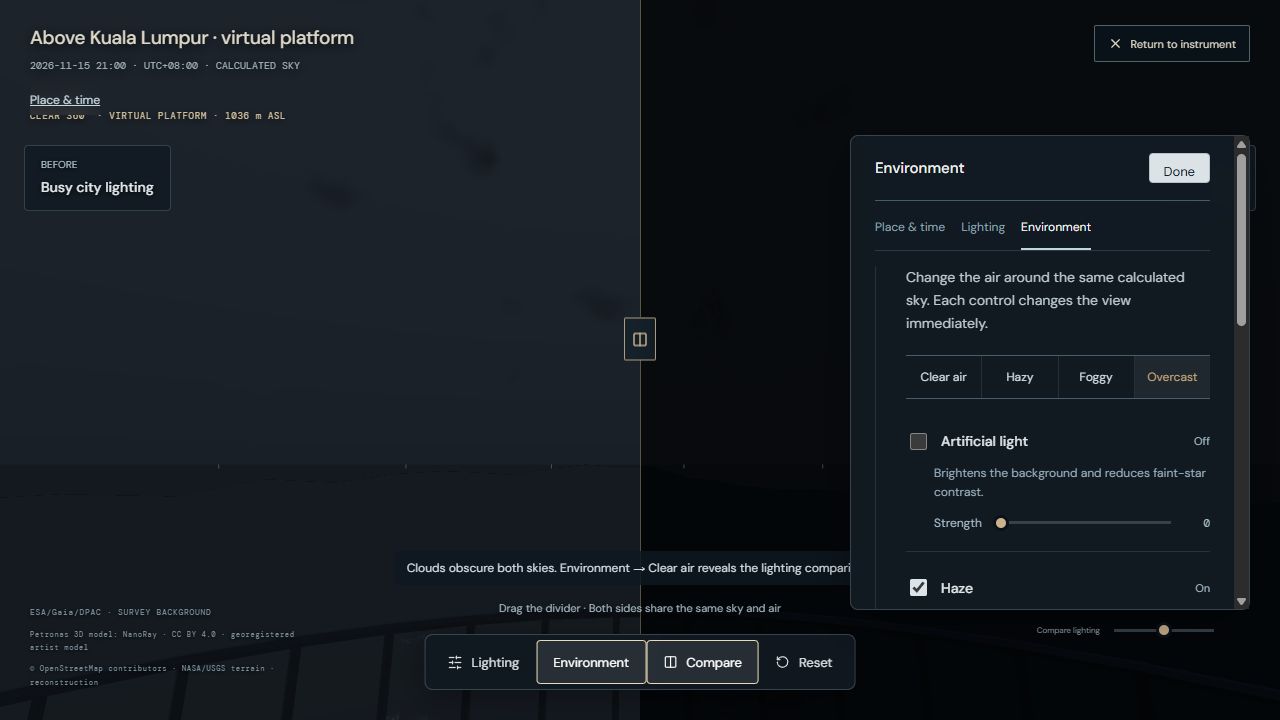 Above Kuala Lumpur · virtual platform
2026-11-15 21:00 · UTC+08:00 · CALCULATED SKY
Place & time
CLEAR 360 · VIRTUAL PLATFORM · 1036 m ASL
BEFORE
Busy city lighting
Return to instrument
Environment
Done
Place & time
Lighting
Environment
Change the air around the same calculated
sky. Each control changes the view
immediately.
Clear air
Hazy
Foggy
Overcast
Artificial light
Off
Brightens the background and reduces faint-star
contrast.
Strength
0
Haze
On
Clouds obscure both skies. Environment → Clear air reveals the lighting compari
Drag the divider · Both sides share the same sky and air
Compare lighting
ESA/Gaia/DPAC · SURVEY BACKGROUND
Petronas 3D model: NanoRay · CC BY 4.0 · georegistered
artist model
© OpenStreetMap contributors · NASA/USGS terrain ·
reconstruction
Lighting
Environment
Compare
Reset